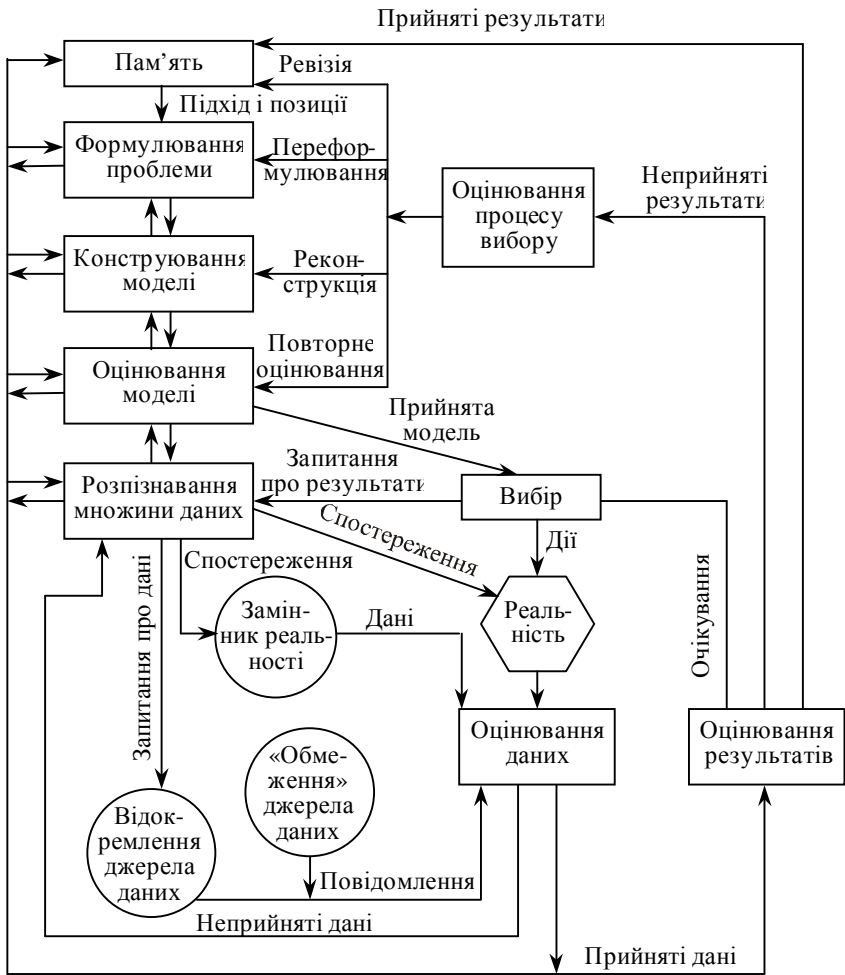 Прийняті результати
Пам’ять
Ревізія
Підхід і позиції
Формулювання
проблеми
Перефор-
мулювання
Оцінювання
процесу
вибору
Неприйняті
результати
Конструювання
моделі
Рекон-
струкція
Оцінювання
моделі
Повторне
оцінювання
Прийнята
модель
Розпізнавання
множини даних
Запитання
про результати
Вибір
Спостереження
Дії
Спостереження
Замін-
ник реаль-
ності
Дані
Реаль-
ність
Очікування
Запитання про дані
Оцінювання
даних
Оцінювання
результатів
«Обме-
ження»
джерела
даних
Відок-
ремлення
джерела
даних
Повідомлення
Неприйняті дані
Прийняті дані